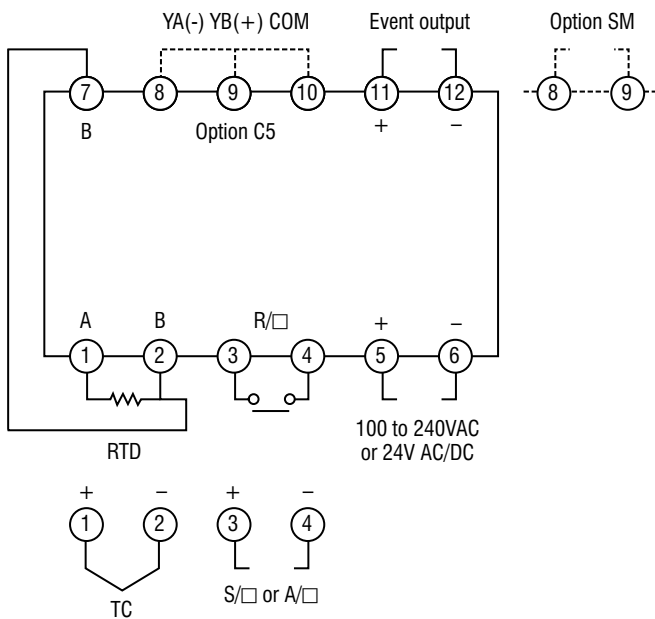 YA(-) YB(+) COM Event output Option SM
7 8 9 10 11 12 8 9
B Option C5 + −
A B R/□ + −
1 2 3 4 5 6
RTD 100 to 240VAC
or 24V AC/DC
+ − + −
1 2 3 4
TC S/□ or A/□